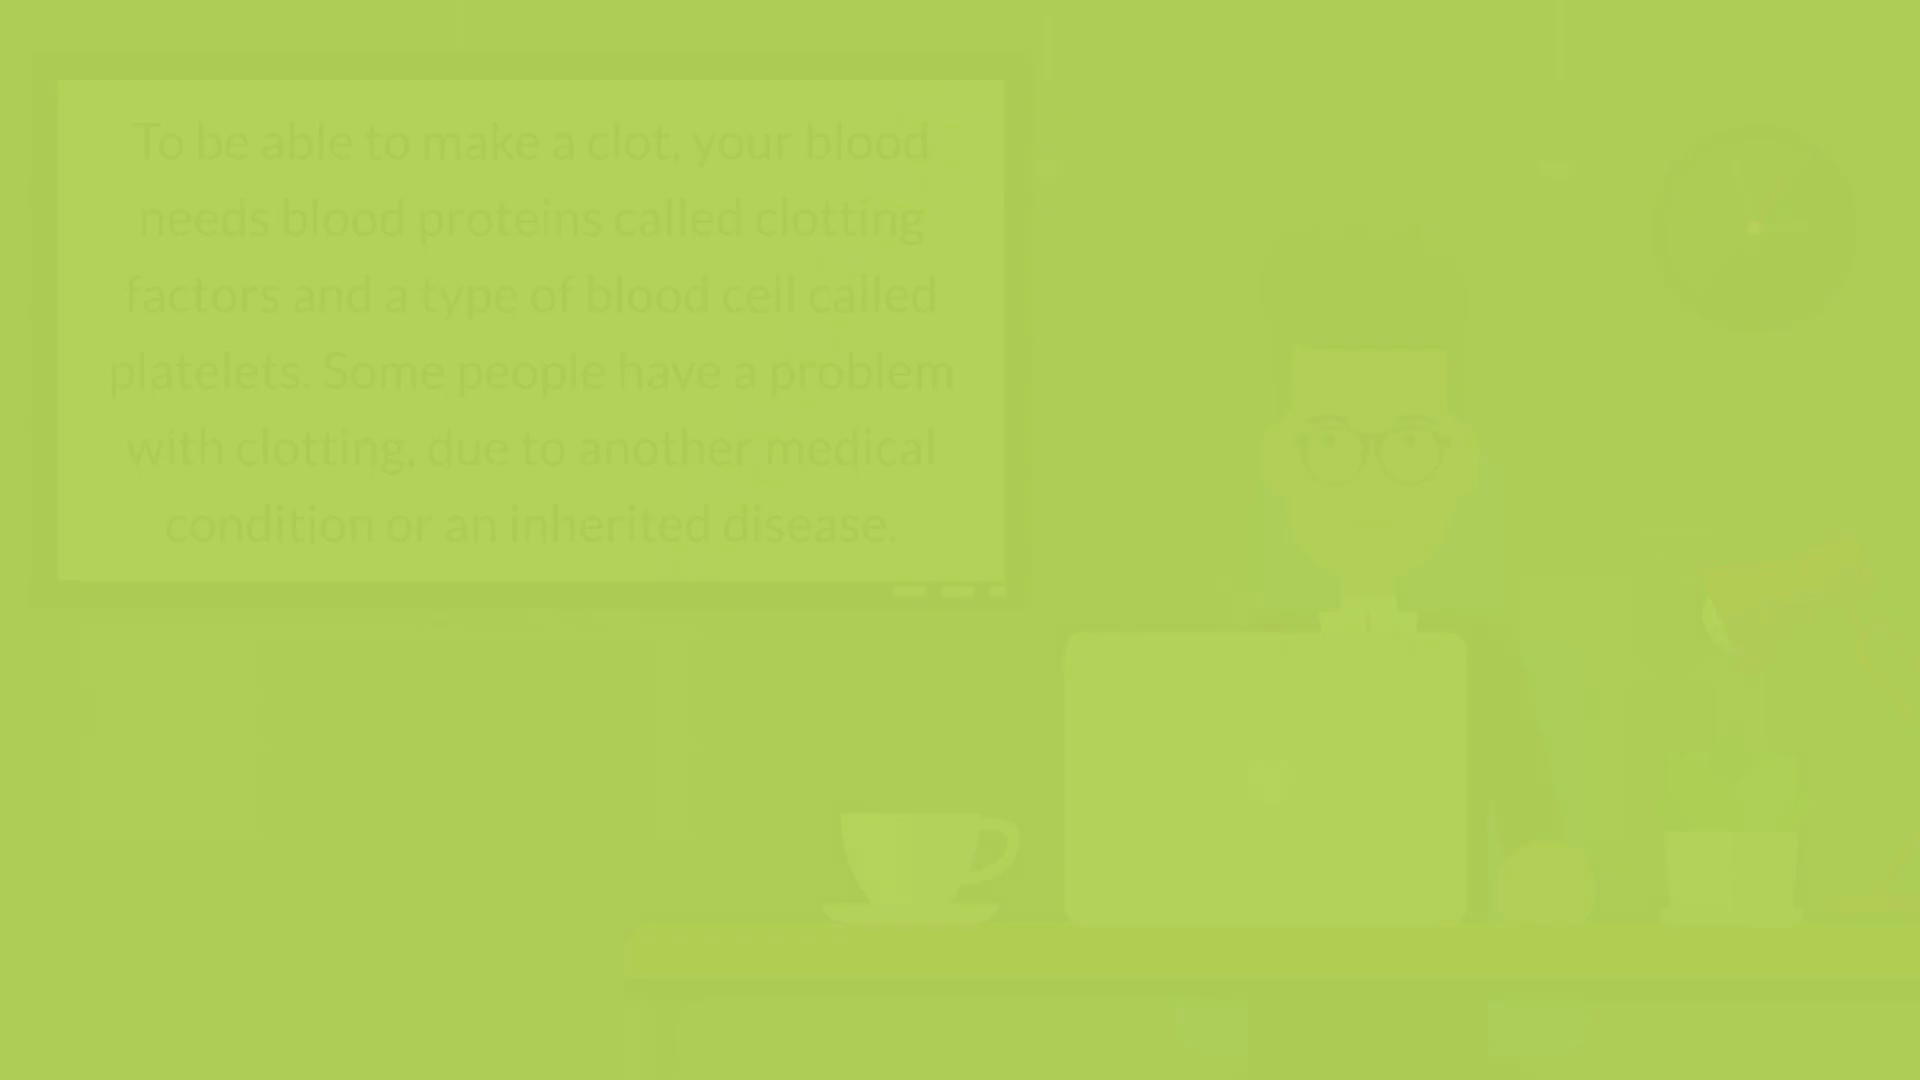 To be able to make a clot, your blood
needs blood proteins called clotting
factors and a type of blood cell called
platelets. Some people have a problem
with clotting, due to another medical
condition or an inherited disease.